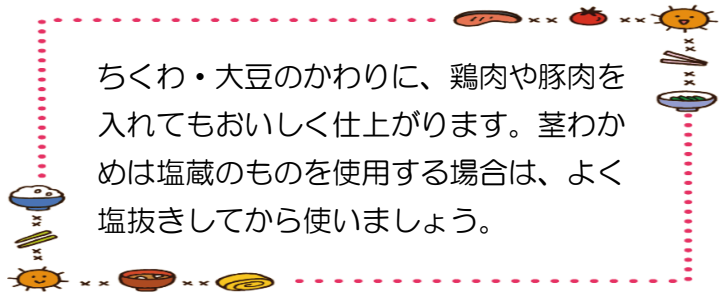 ちくわ・大豆のかわりに、鶏肉や豚肉を
入れてもおいしく仕上がります。茎わか
めは塩蔵のものを使用する場合は、よく
塩抜きしてから使いましょう。